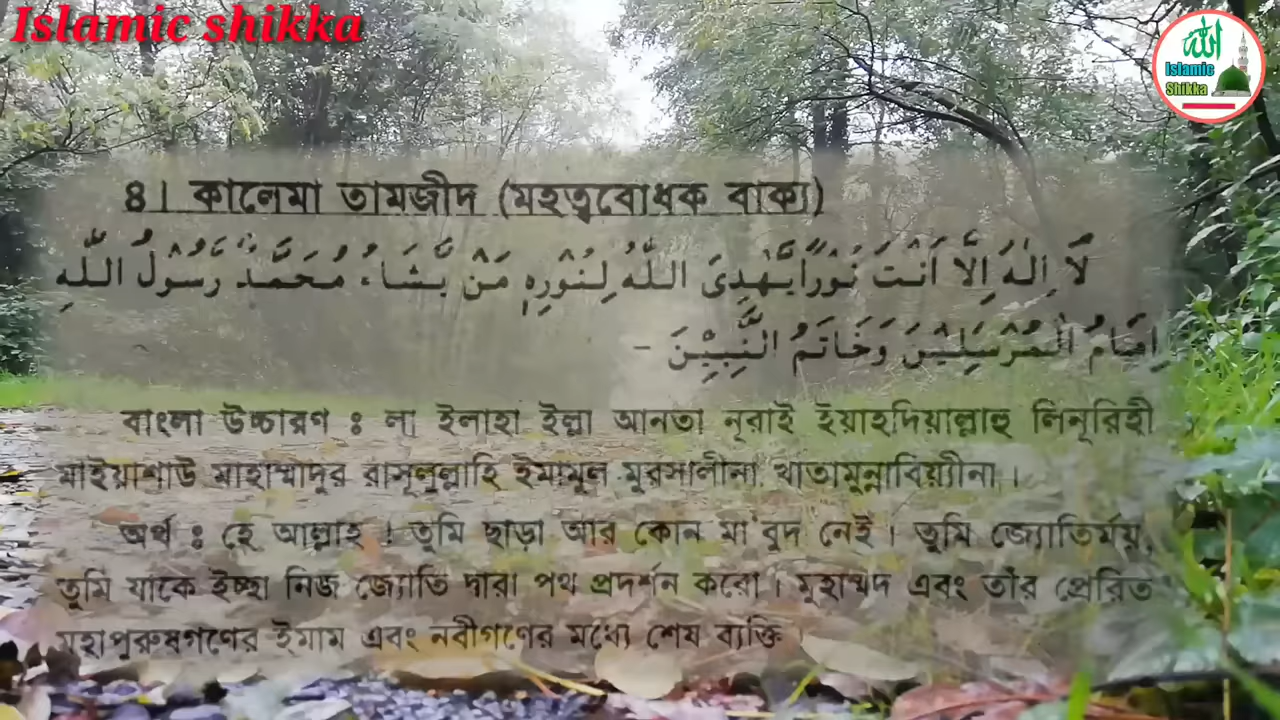 Islamic shikka
الله
Islamic
Shikka
৪। কালেমা তামজীদ (মহত্ববোধক বাক্য)
لَا اِلٰهَ اِلَّا اَنْتَ نُوْرًا يَّهْدِىَ اللّٰهُ لِنُوْرِهٖ مَنْ يَّشَاءُ مُحَمَّدٌ رَّسُوْلُ اللّٰهِ
اِمَامُ الْمُرْسَلِيْنَ وَخَاتَمُ النَّبِيِّيْنَ -
বাংলা উচ্চারণ ঃ লা ইলাহা ইল্লা আনতা নূরাই ইয়াহদিয়াল্লাহু লিনূরিহী
মাইয়াশাউ মাহাম্মাদুর রাসূলুল্লাহি ইমামুল মুরসালীনা খাতামুন্নাবিয়্যীনা।
অর্থ ঃ হে আল্লাহ ! তুমি ছাড়া আর কোন মা'বুদ নেই। তুমি জ্যোতির্ময়,
তুমি যাকে ইচ্ছা নিজ জ্যোতি দ্বারা পথ প্রদর্শন করো। মুহাম্মদ এবং তাঁর প্রেরিত
মহাপুরুষগণের ইমাম এবং নবীগণের মধ্যে শেষ ব্যক্তি।